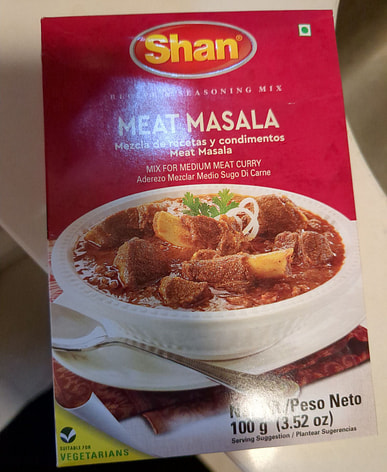 Shan®
SEASONING MIX
MEAT MASALA
Mezcla de recetas y condimentos
Meat Masala
MIX FOR MEDIUM MEAT CURRY
Aderezo Mezclar Medio Sugo Di Carne
/Peso Neto
100 g (3.52 oz)
Serving Suggestion / Plantear Sugerencias
SUITABLE FOR
VEGETARIANS